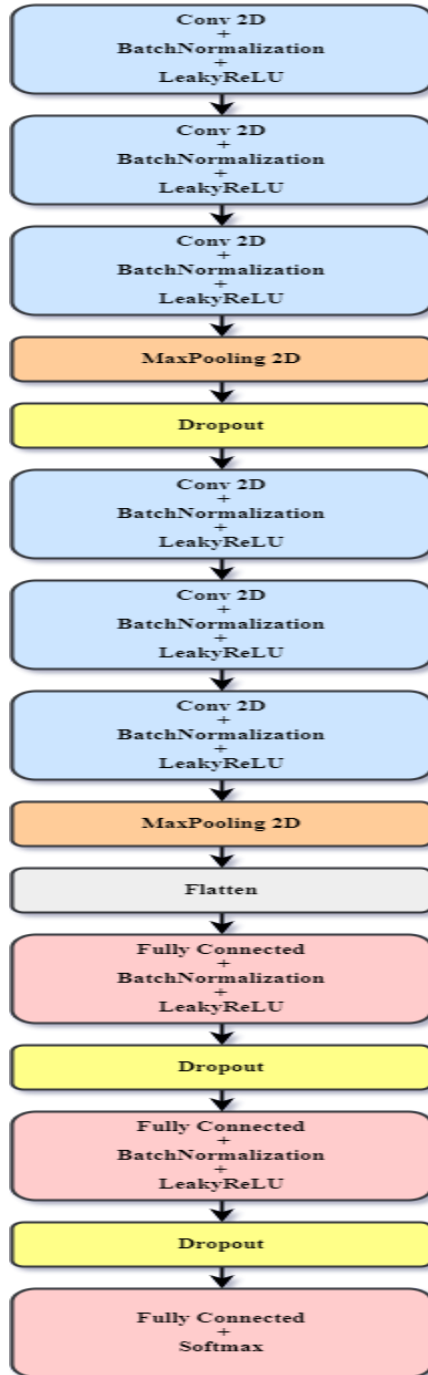 Conv 2D
+
BatchNormalization
+
LeakyReLU
Conv 2D
+
BatchNormalization
+
LeakyReLU
Conv 2D
+
BatchNormalization
+
LeakyReLU
MaxPooling 2D
Dropout
Conv 2D
+
BatchNormalization
+
LeakyReLU
Conv 2D
+
BatchNormalization
+
LeakyReLU
Conv 2D
+
BatchNormalization
+
LeakyReLU
MaxPooling 2D
Flatten
Fully Connected
+
BatchNormalization
+
LeakyReLU
Dropout
Fully Connected
+
BatchNormalization
+
LeakyReLU
Dropout
Fully Connected
+
Softmax